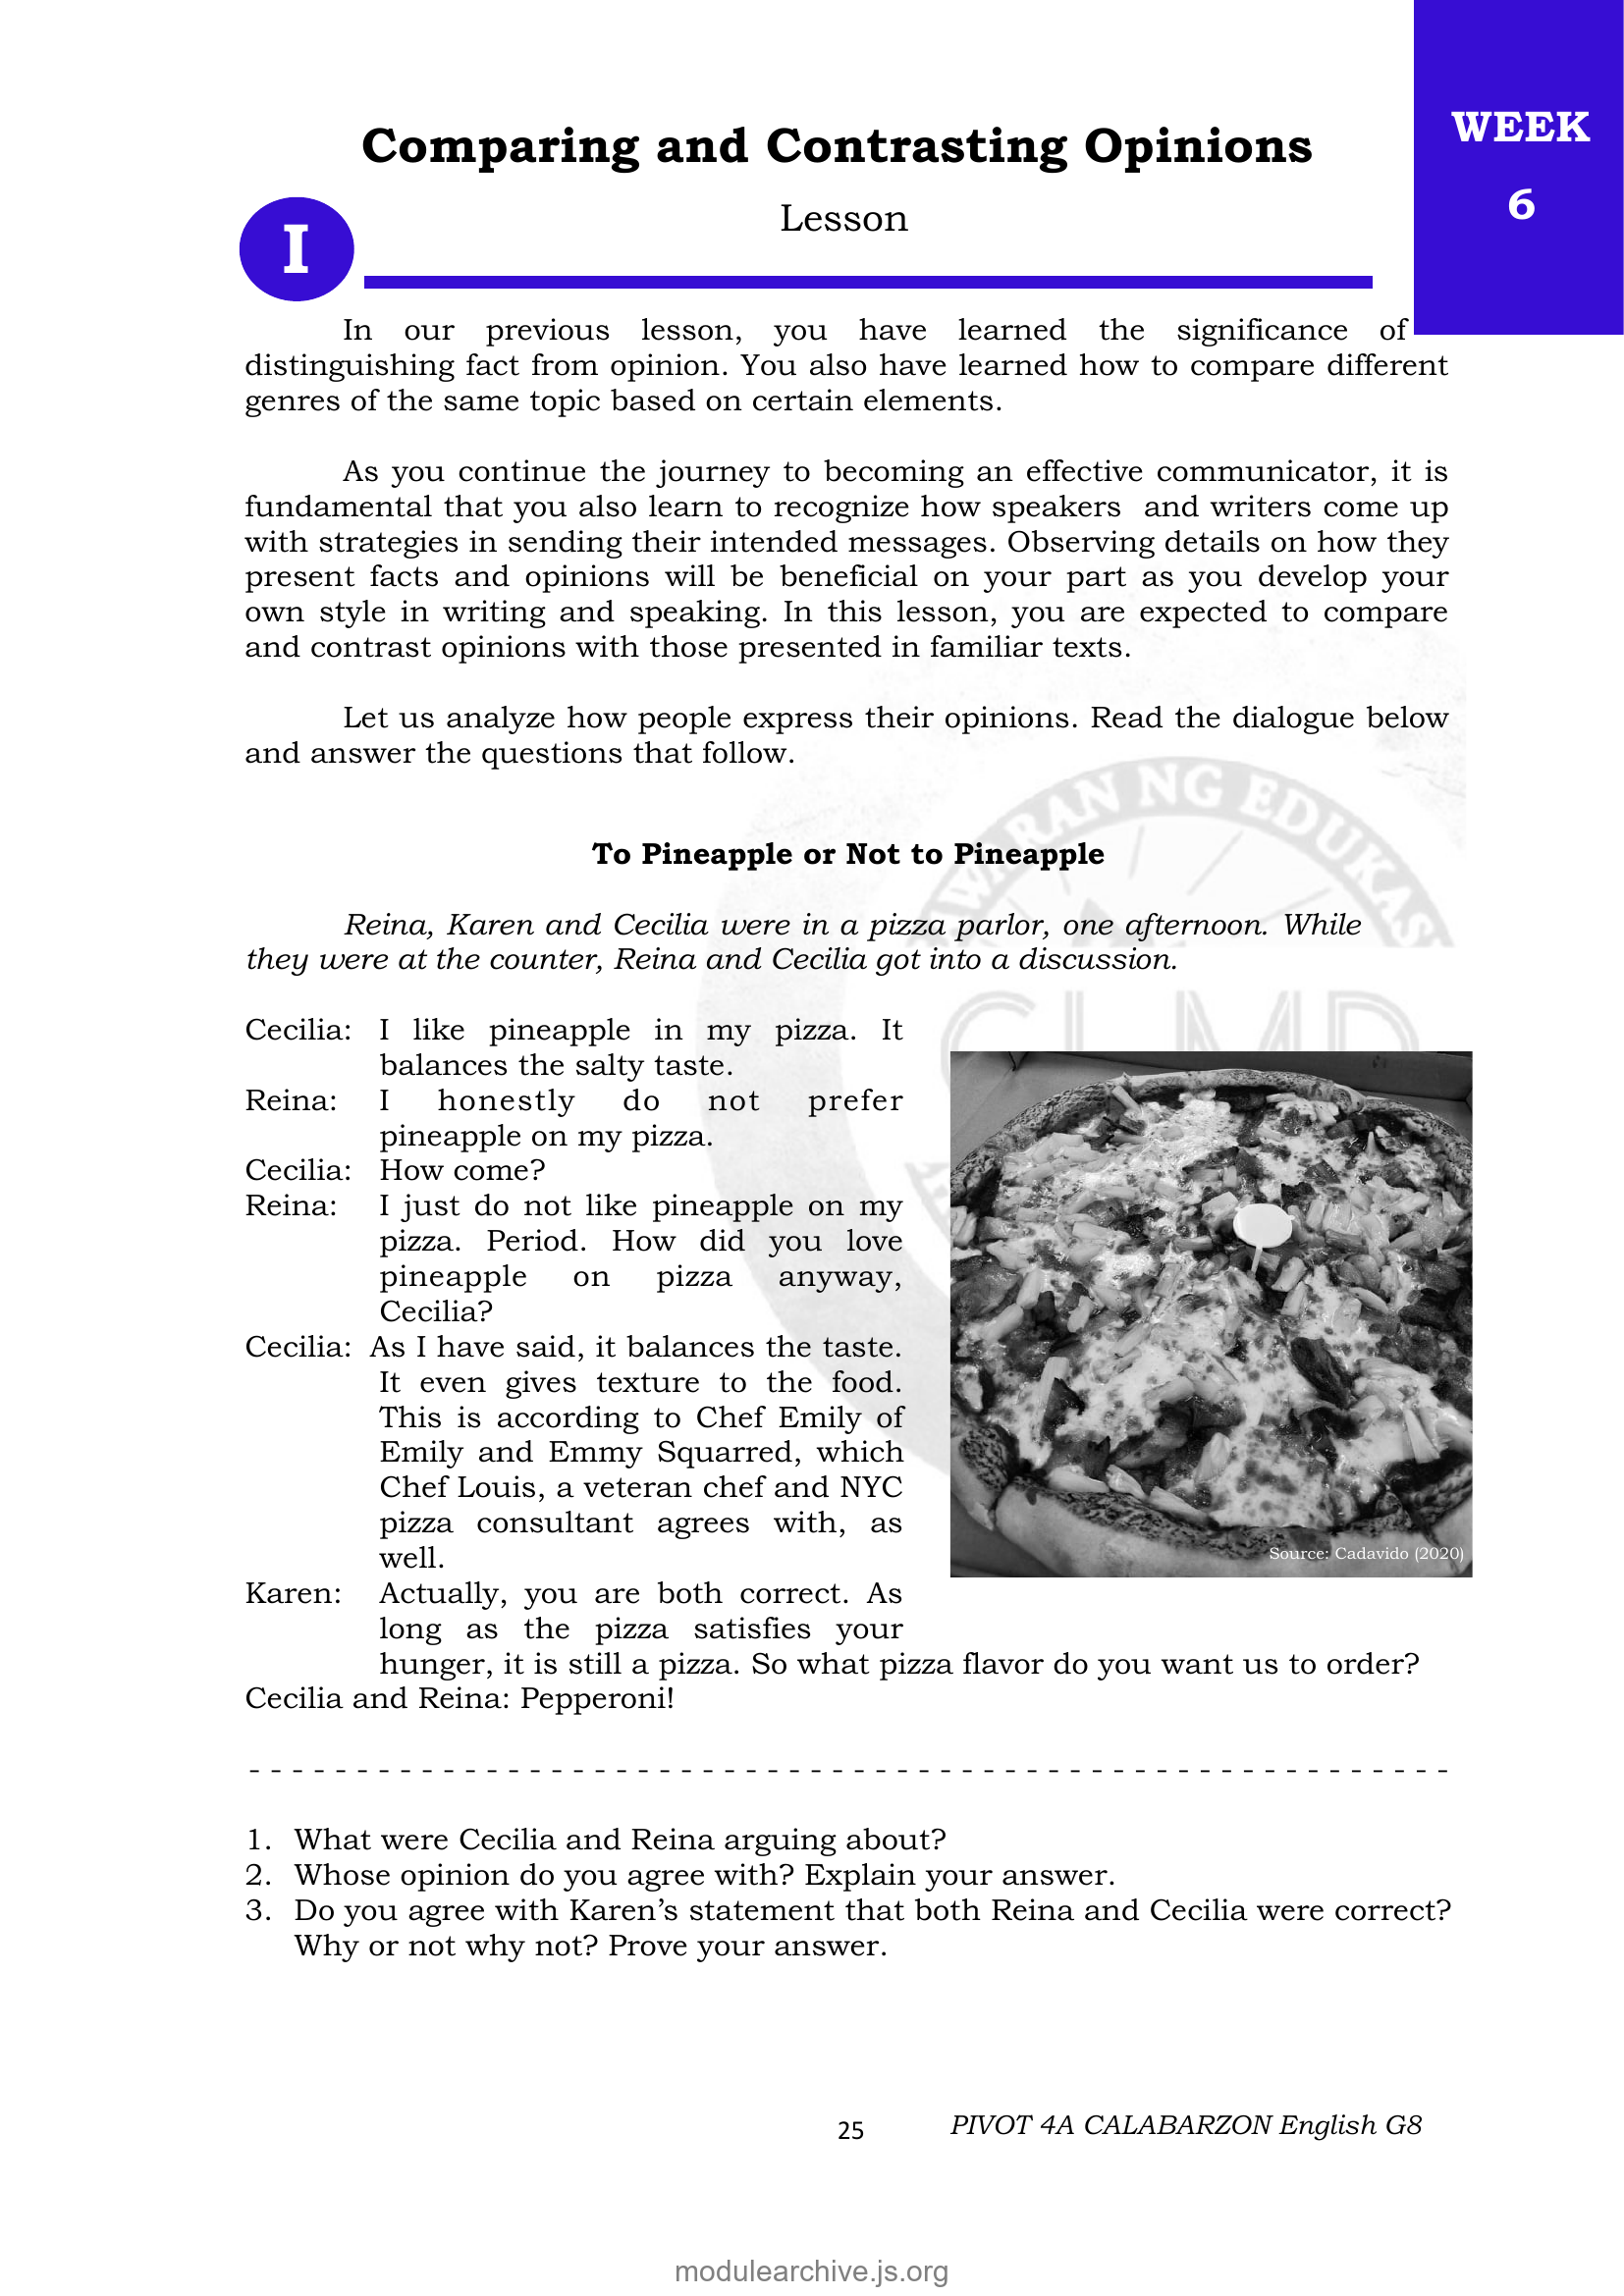 WEEK
6
Comparing and Contrasting Opinions
Lesson
I
In our previous lesson, you have learned the significance of
distinguishing fact from opinion. You also have learned how to compare different
genres of the same topic based on certain elements.
As you continue the journey to becoming an effective communicator, it is
fundamental that you also learn to recognize how speakers and writers come up
with strategies in sending their intended messages. Observing details on how they
present facts and opinions will be beneficial on your part as you develop your
own style in writing and speaking. In this lesson, you are expected to compare
and contrast opinions with those presented in familiar texts.
Let us analyze how people express their opinions. Read the dialogue below
and answer the questions that follow.
WARAN NG EDUKAS
To Pineapple or Not to Pineapple
Reina, Karen and Cecilia were in a pizza parlor, one afternoon. While
they were at the counter, Reina and Cecilia got into a discussion.
CLMD
Cecilia: I like pineapple in my pizza. It
balances the salty taste.
Reina: I honestly do not prefer
pineapple on my pizza.
Cecilia: How come?
Reina: I just do not like pineapple on my
pizza. Period. How did you love
pineapple on pizza anyway,
Cecilia?
Cecilia: As I have said, it balances the taste.
It even gives texture to the food.
This is according to Chef Emily of
Emily and Emmy Squarred, which
Chef Louis, a veteran chef and NYC
pizza consultant agrees with, as
well.
Source: Cadavido (2020)
Karen: Actually, you are both correct. As
long as the pizza satisfies your
hunger, it is still a pizza. So what pizza flavor do you want us to order?
Cecilia and Reina: Pepperoni!
- - - - - - - - - - - - - - - - - - - - - - - - - - - - - - - - - - - - - - - - - - - - - - - - - - - - - - - -
1. What were Cecilia and Reina arguing about?
2. Whose opinion do you agree with? Explain your answer.
3. Do you agree with Karen’s statement that both Reina and Cecilia were correct?
Why or not why not? Prove your answer.
25 PIVOT 4A CALABARZON English G8
modulearchive.js.org